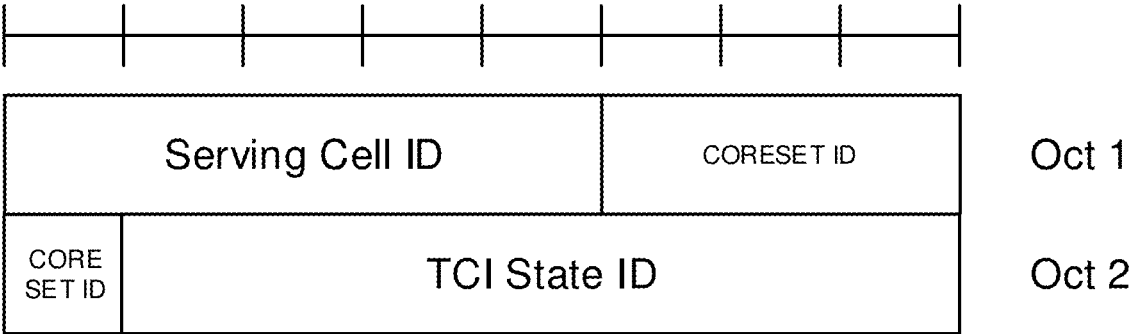 Serving Cell ID CORESET ID Oct 1
CORE
SET ID
TCI State ID Oct 2